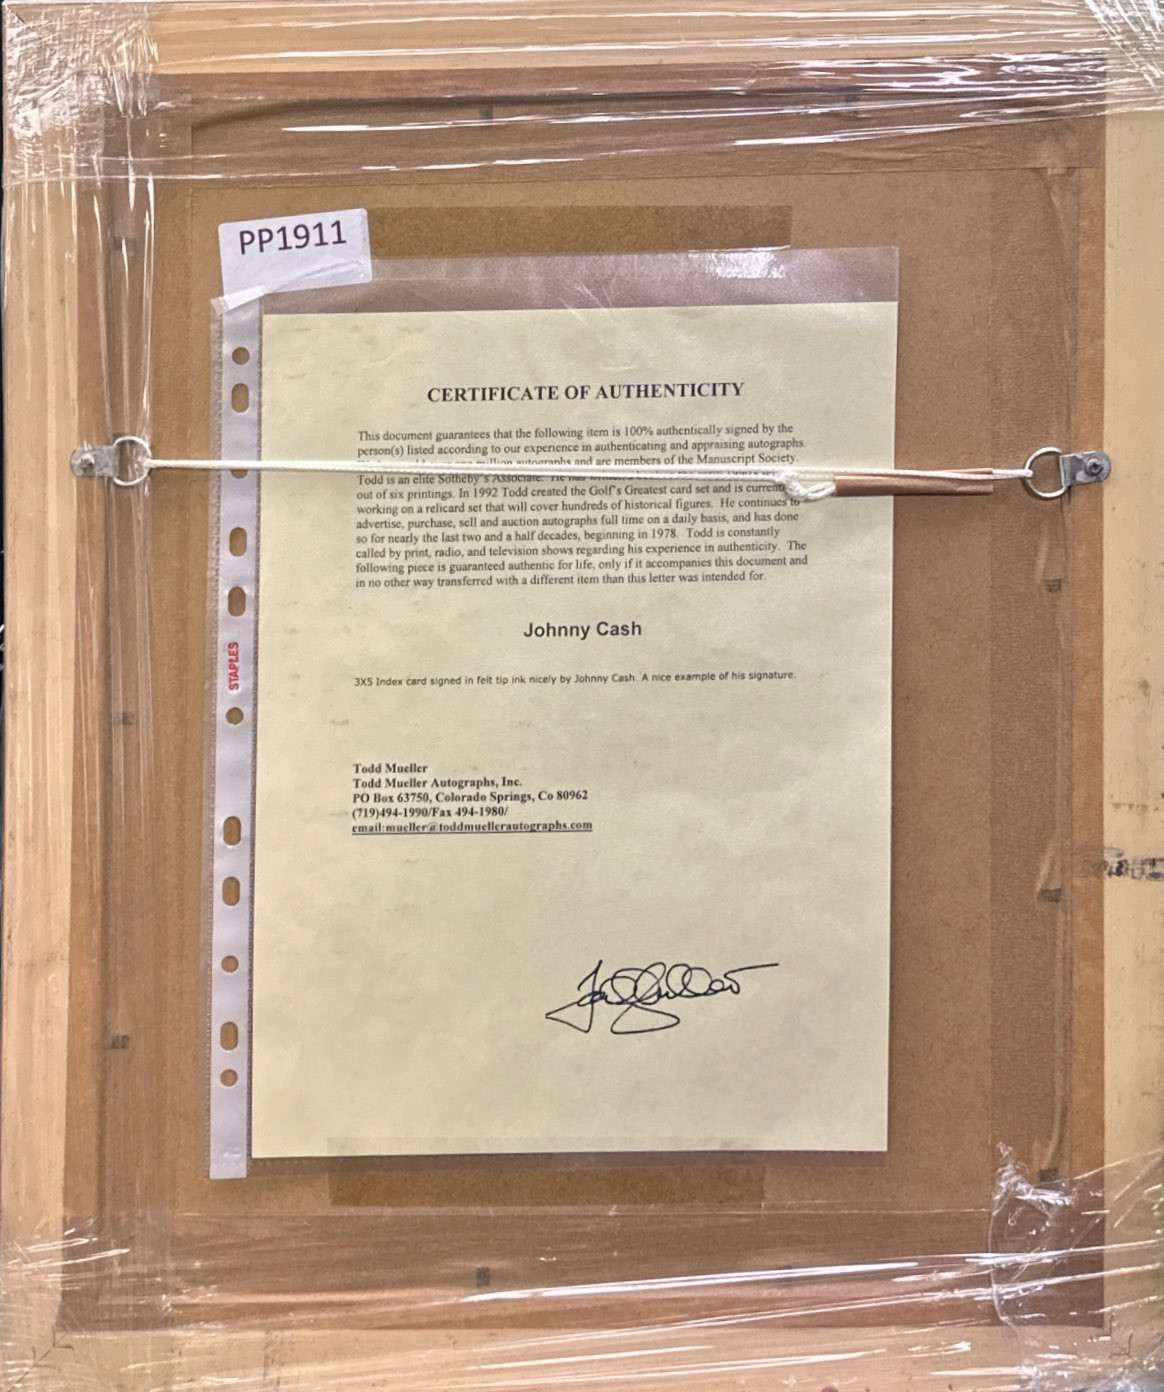 PP1911
CERTIFICATE OF AUTHENTICITY
This document guarantees that the following item is 100% authentically signed by the
person(s) listed according to our experience in authenticating and appraising autographs.
million autographs and are members of the Manuscript Society.
Todd is an elite Sotheby's Associate.
out of six printings. In 1992 Todd created the Golf's Greatest card set and is
working on a relicard set that will cover hundreds of historical figures. He continues to
advertise, purchase, sell and auction autographs full time on a daily basis, and has done
so for nearly the last two and a half decades, beginning in 1978. Todd is constantly
called by print, radio, and television shows regarding his experience in authenticity. The
following piece is guaranteed authentic for life, only if it accompanies this document and
in no other way transferred with a different item than this letter was intended for.
Johnny Cash
3X5 Index card signed in felt tip ink nicely by Johnny Cash. A nice example of his signature.
STAPLES
Todd Mueller
Todd Mueller Autographs, Inc.
PO Box 63750, Colorado Springs, Co 80962
(719)494-1990/Fax 494-1980/
email:mueller@toddmuellerautographs.com